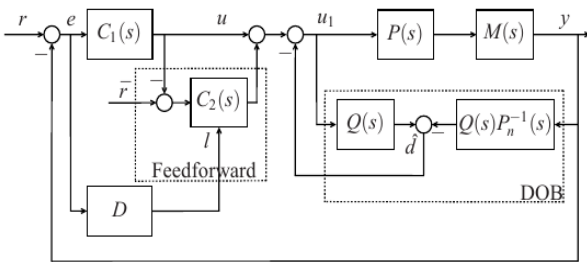 r
e
C₁(s)
u
u₁
P(s)
M(s)
y
−
−
−
r̄
C₂(s)
l
Feedforward
D
Q(s)
d̂
−
Q(s)Pₙ⁻¹(s)
DOB